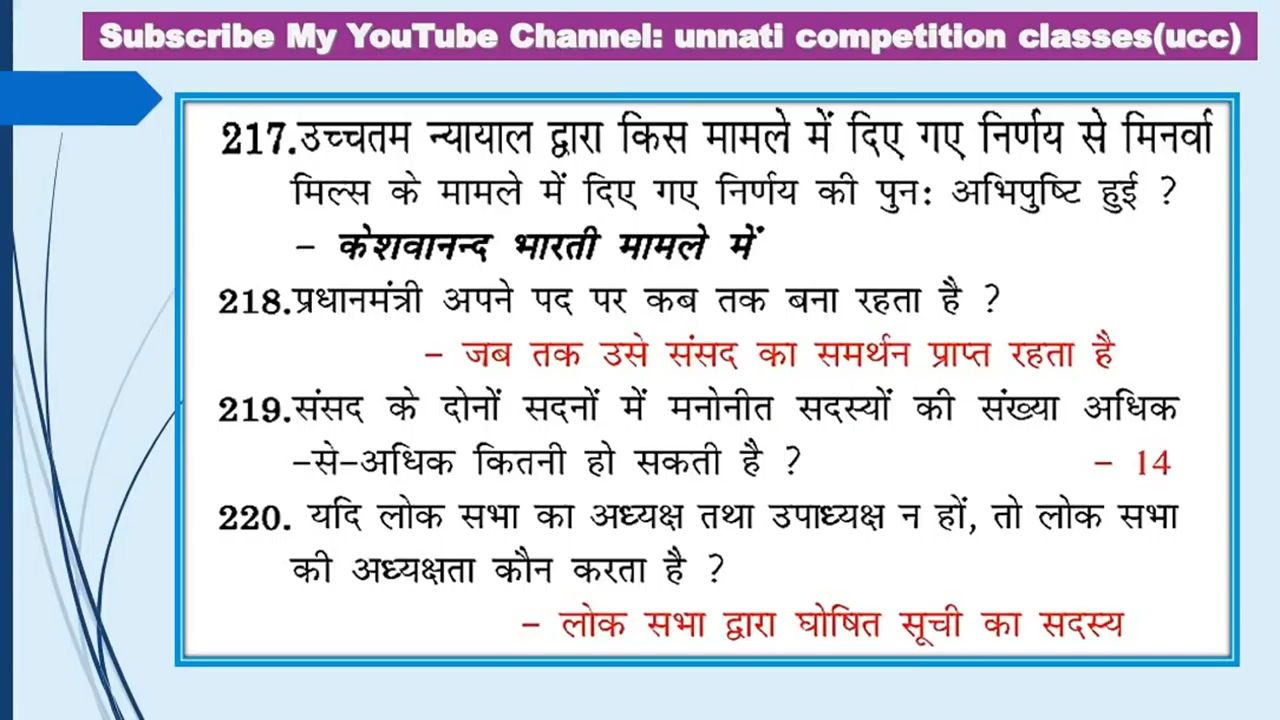 Subscribe My YouTube Channel: unnati competition classes(ucc)
217.उच्चतम न्यायाल द्वारा किस मामले में दिए गए निर्णय से मिनर्वा
मिल्स के मामले में दिए गए निर्णय की पुन: अभिपुष्टि हुई ?
– केशवानन्द भारती मामले में
218.प्रधानमंत्री अपने पद पर कब तक बना रहता है ?
– जब तक उसे संसद का समर्थन प्राप्त रहता है
219.संसद के दोनों सदनों में मनोनीत सदस्यों की संख्या अधिक
–से–अधिक कितनी हो सकती है ? – 14
220. यदि लोक सभा का अध्यक्ष तथा उपाध्यक्ष न हों, तो लोक सभा
की अध्यक्षता कौन करता है ?
– लोक सभा द्वारा घोषित सूची का सदस्य